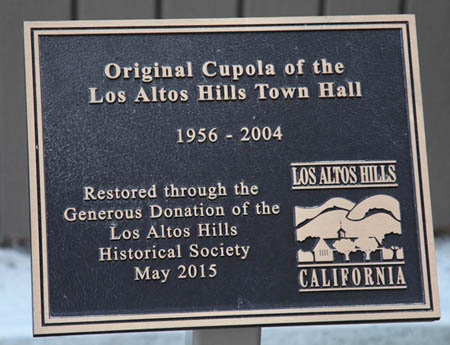 Original Cupola of the
Los Altos Hills Town Hall
1956 - 2004
Restored through the
Generous Donation of the
Los Altos Hills
Historical Society
May 2015
LOS ALTOS HILLS
CALIFORNIA